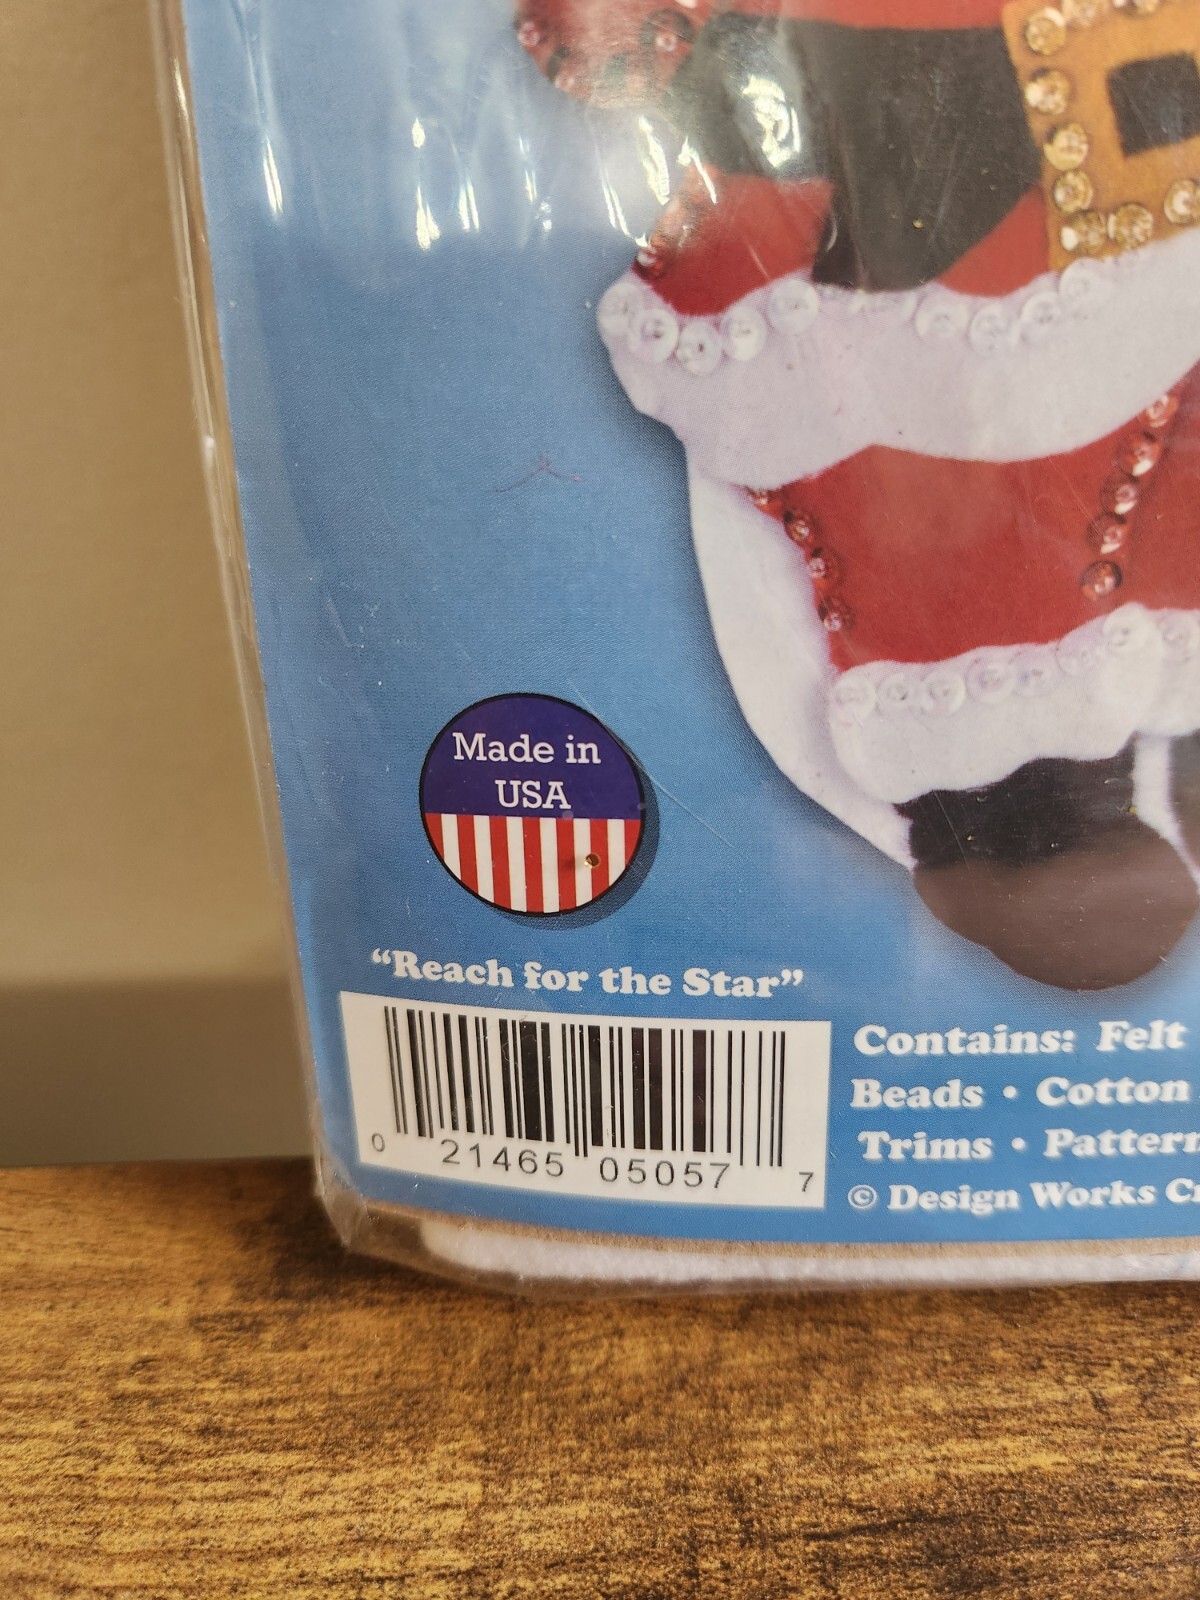 Made in
USA
"Reach for the Star"
0 21465 05057 7
Contains: Felt
Beads • Cotton
Trims • Pattern
© Design Works